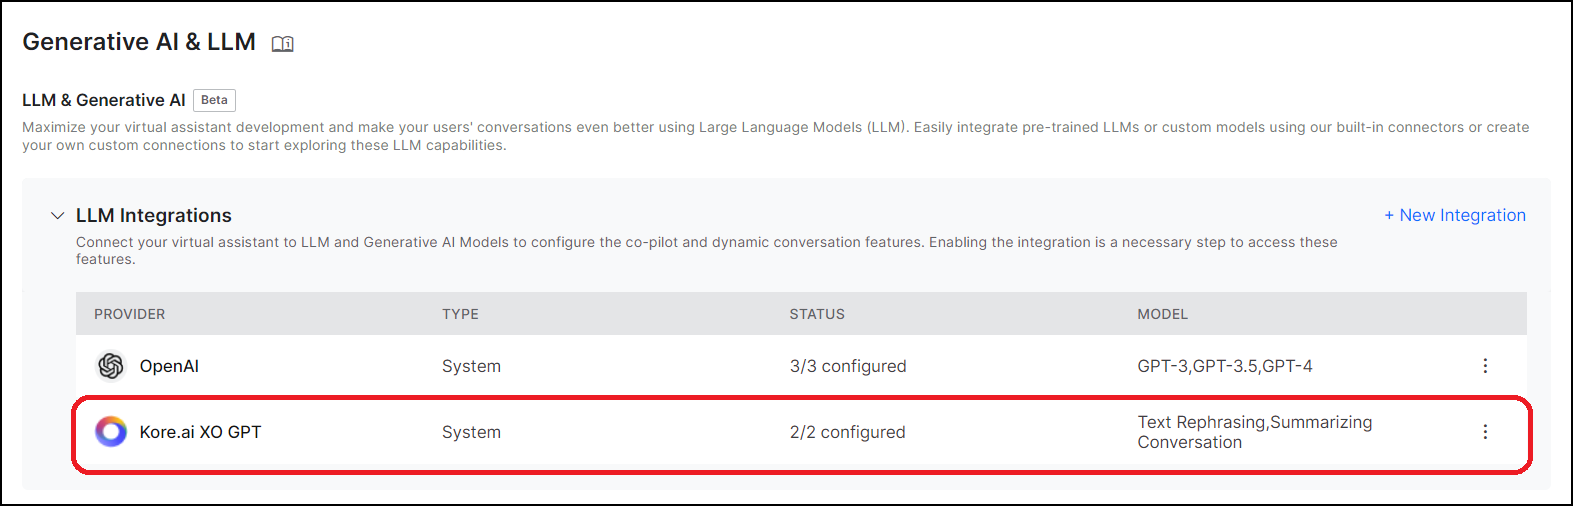 Generative AI & LLM
LLM & Generative AI Beta
Maximize your virtual assistant development and make your users' conversations even better using Large Language Models (LLM). Easily integrate pre-trained LLMs or custom models using our built-in connectors or create
your own custom connections to start exploring these LLM capabilities.
LLM Integrations + New Integration
Connect your virtual assistant to LLM and Generative AI Models to configure the co-pilot and dynamic conversation features. Enabling the integration is a necessary step to access these
features.
PROVIDER TYPE STATUS MODEL
OpenAI System 3/3 configured GPT-3,GPT-3.5,GPT-4
Kore.ai XO GPT System 2/2 configured Text Rephrasing,Summarizing
Conversation